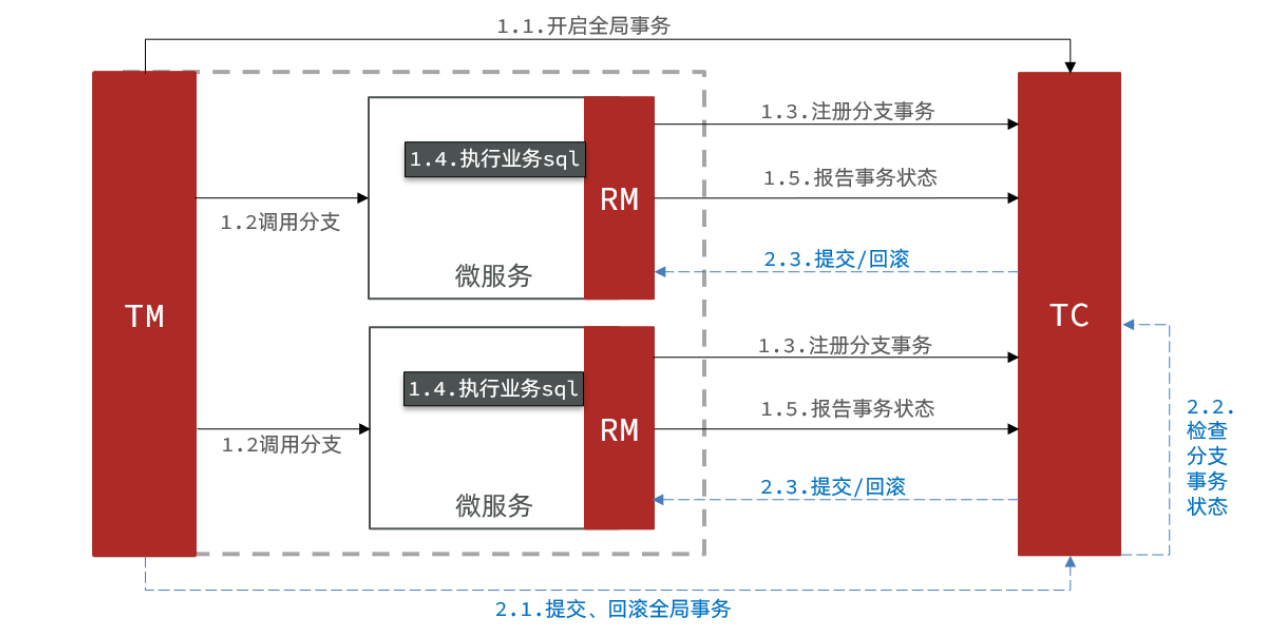 1.1.开启全局事务
1.3.注册分支事务
1.4.执行业务sql
1.5.报告事务状态
RM
1.2调用分支
2.3.提交/回滚
微服务
TM
TC
1.3.注册分支事务
1.4.执行业务sql
1.5.报告事务状态
RM
1.2调用分支
2.3.提交/回滚
微服务
2.2.
检查
分支
事务
状态
2.1.提交、回滚全局事务